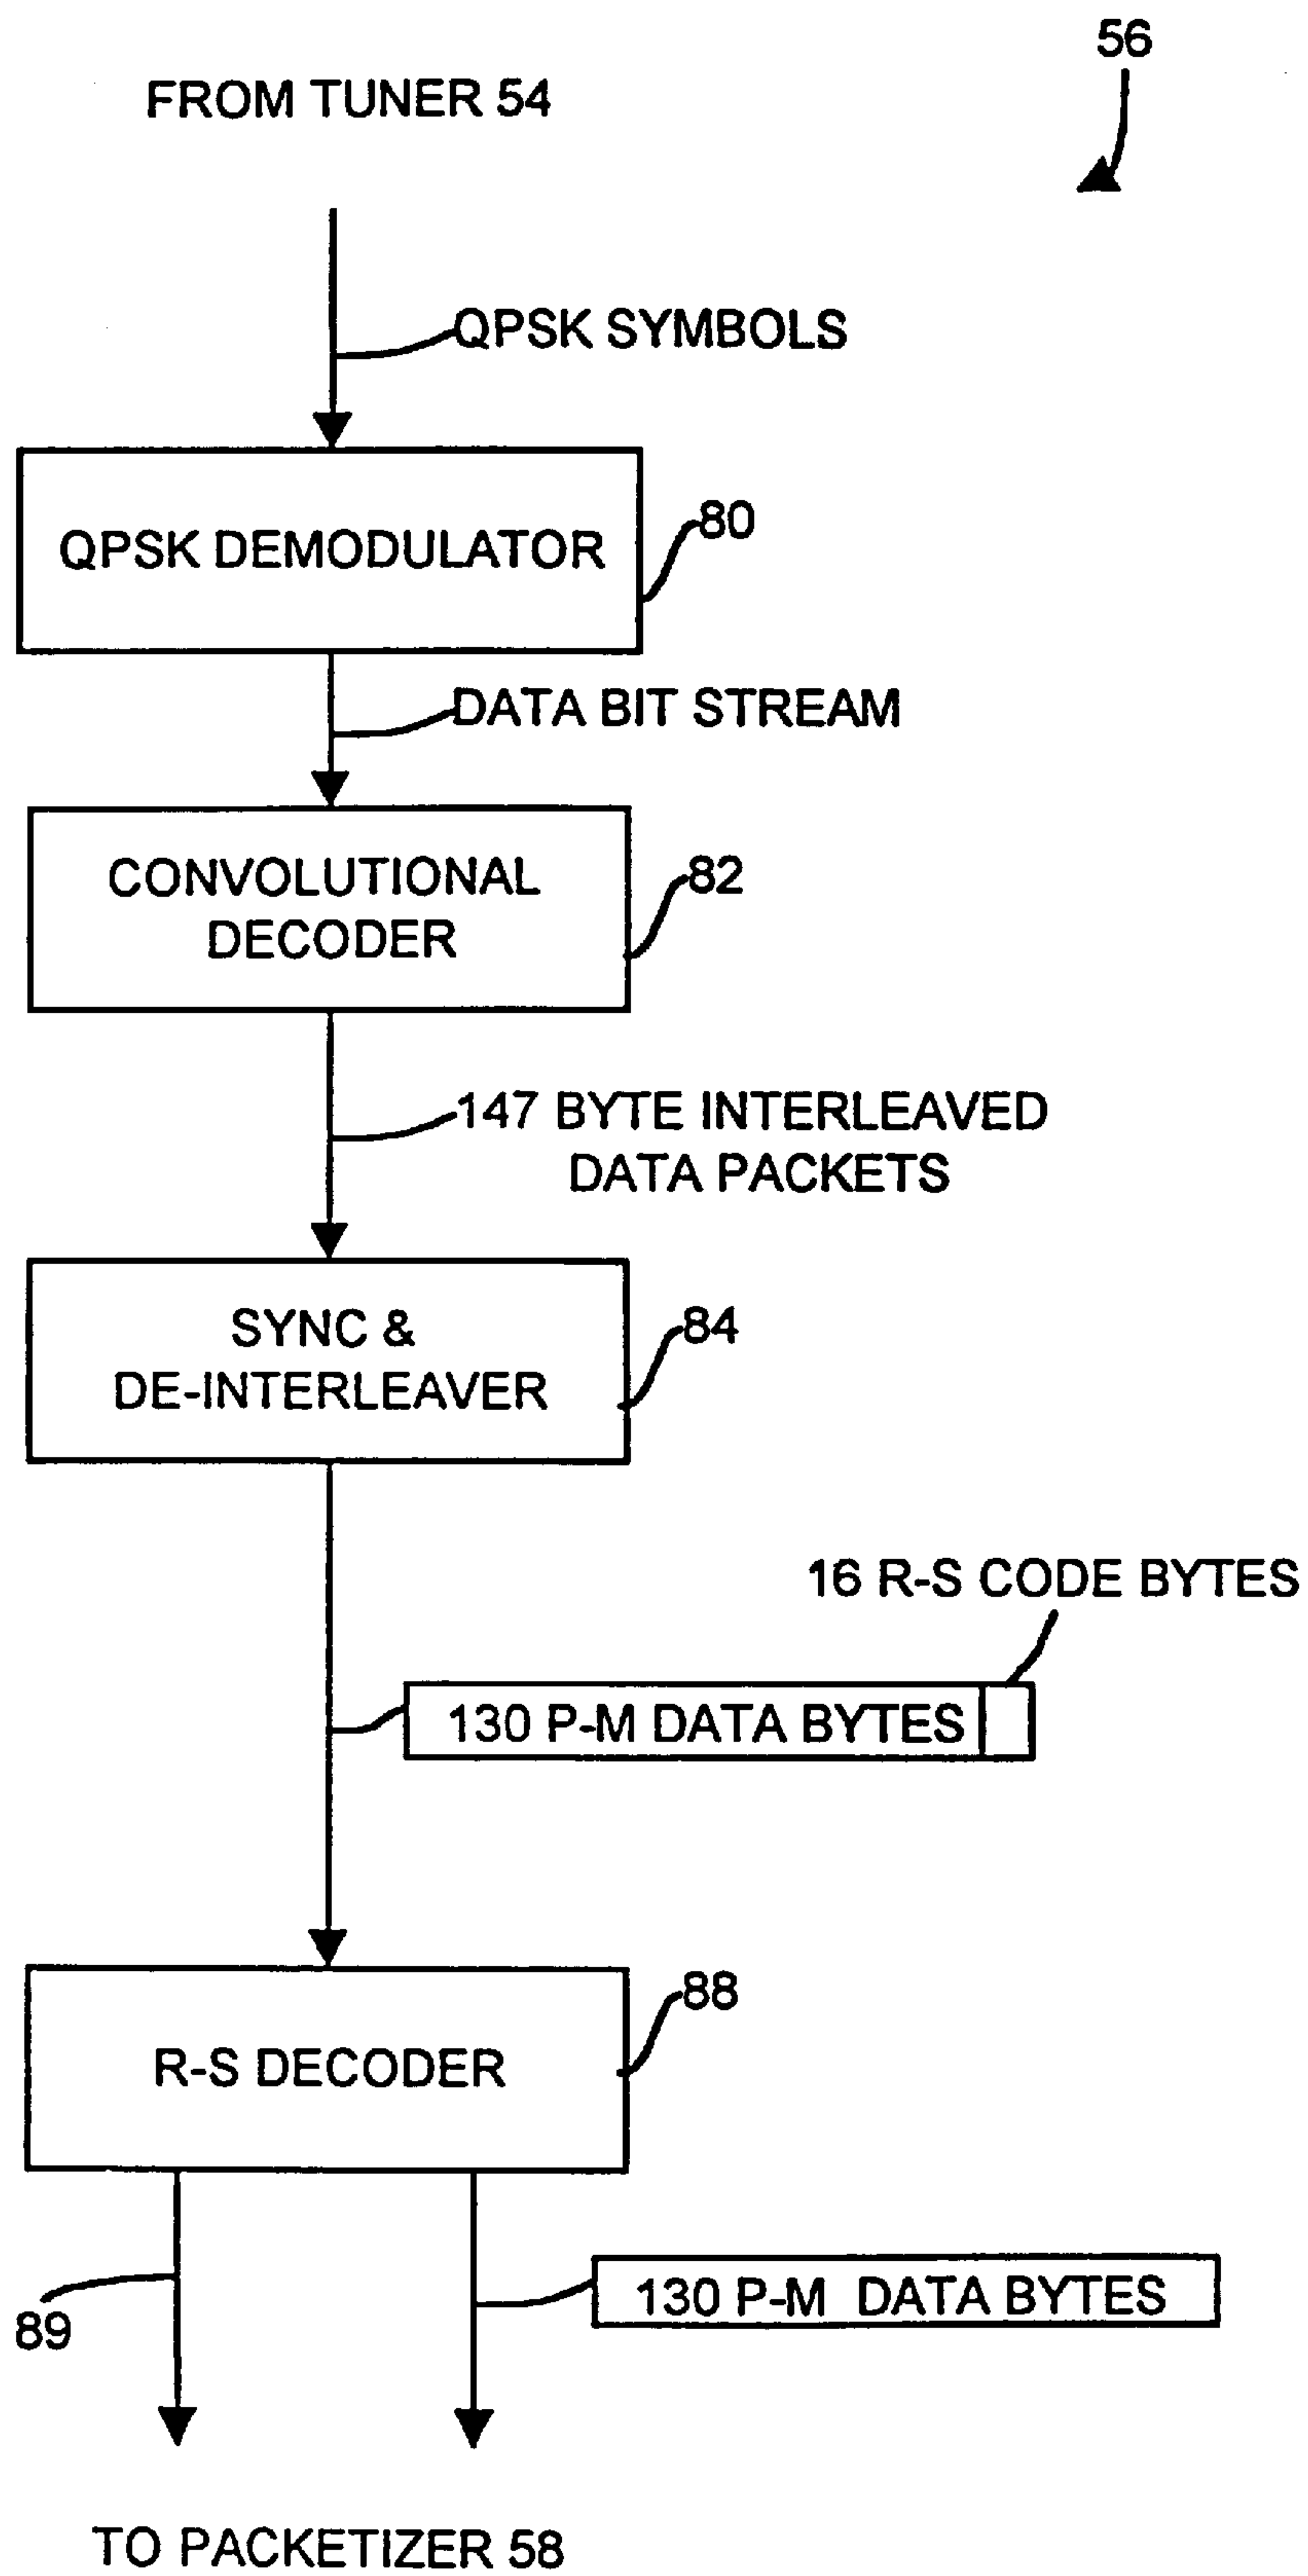 56
FROM TUNER 54
QPSK SYMBOLS
QPSK DEMODULATOR
80
DATA BIT STREAM
CONVOLUTIONAL
DECODER
82
147 BYTE INTERLEAVED
DATA PACKETS
SYNC &
DE-INTERLEAVER
84
16 R-S CODE BYTES
130 P-M DATA BYTES
88
R-S DECODER
130 P-M DATA BYTES
89
TO PACKETIZER 58